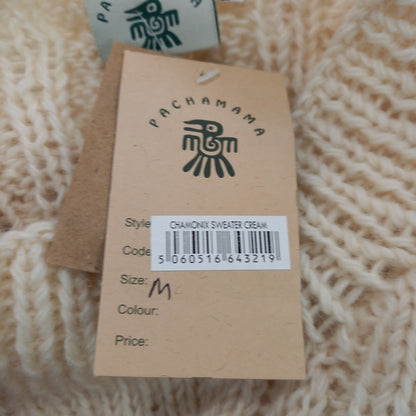 PACHAMAMA
Style
CHAMONIX SWEATER CREAM
Code
5 060516 643219
Size: M
Colour:
Price: